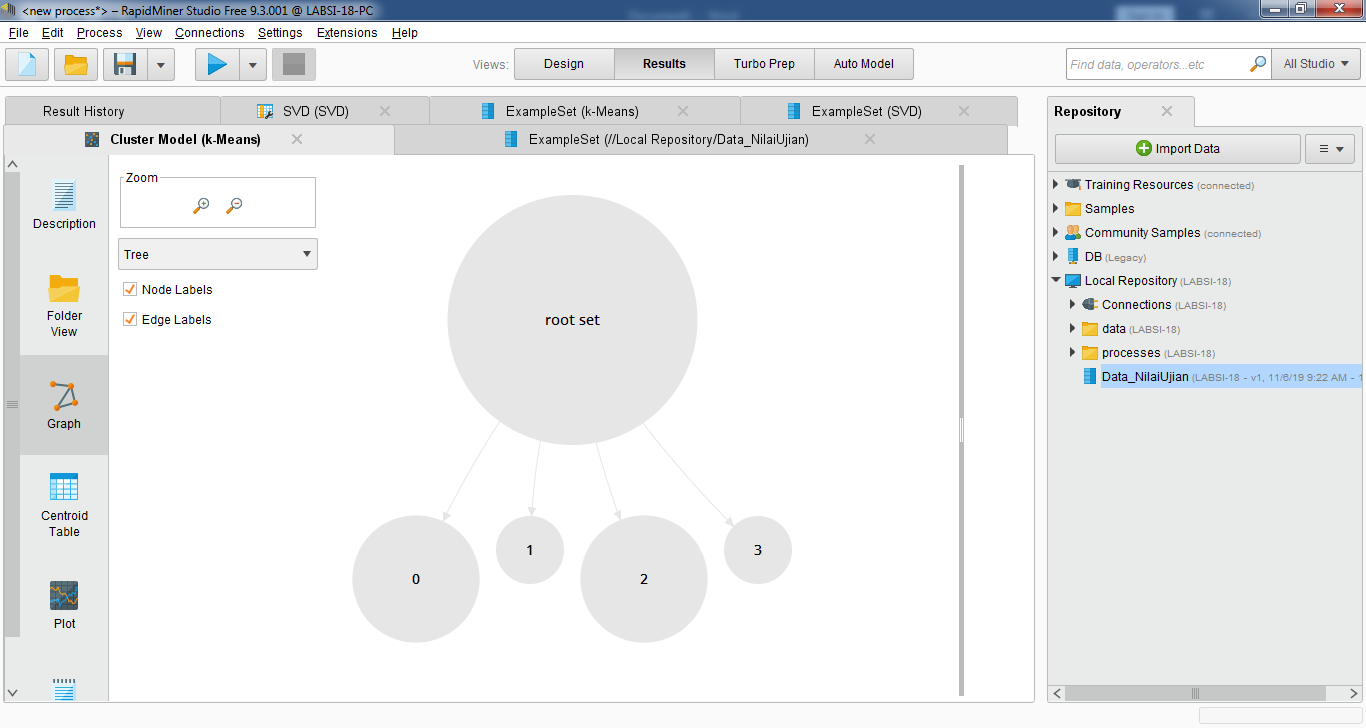 <new process*> – RapidMiner Studio Free 9.3.001 @ LABSI-18-PC
File Edit Process View Connections Settings Extensions Help
Views: Design Results Turbo Prep Auto Model
Find data, operators...etc
All Studio
Result History
SVD (SVD)
ExampleSet (k-Means)
ExampleSet (SVD)
Cluster Model (k-Means)
ExampleSet (//Local Repository/Data_NilaiUjian)
Description
Folder
View
Graph
Centroid
Table
Plot
Zoom
Tree
Node Labels
Edge Labels
root set
0
1
2
3
Repository
Import Data
Training Resources (connected)
Samples
Community Samples (connected)
DB (Legacy)
Local Repository (LABSI-18)
Connections (LABSI-18)
data (LABSI-18)
processes (LABSI-18)
Data_NilaiUjian (LABSI-18 - v1, 11/6/19 9:22 AM - 1